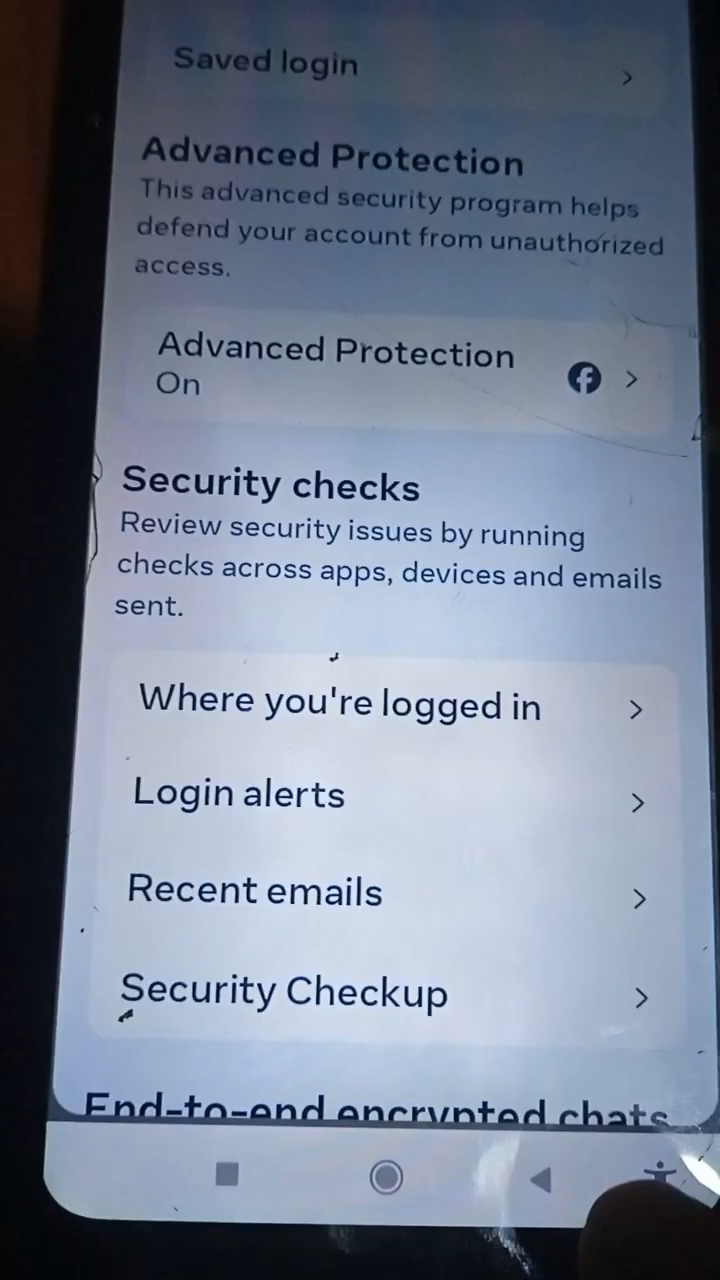 Saved login
Advanced Protection
This advanced security program helps
defend your account from unauthorized
access.
Advanced Protection
On
Security checks
Review security issues by running
checks across apps, devices and emails
sent.
Where you're logged in
Login alerts
Recent emails
Security Checkup
End-to-end encrypted chats